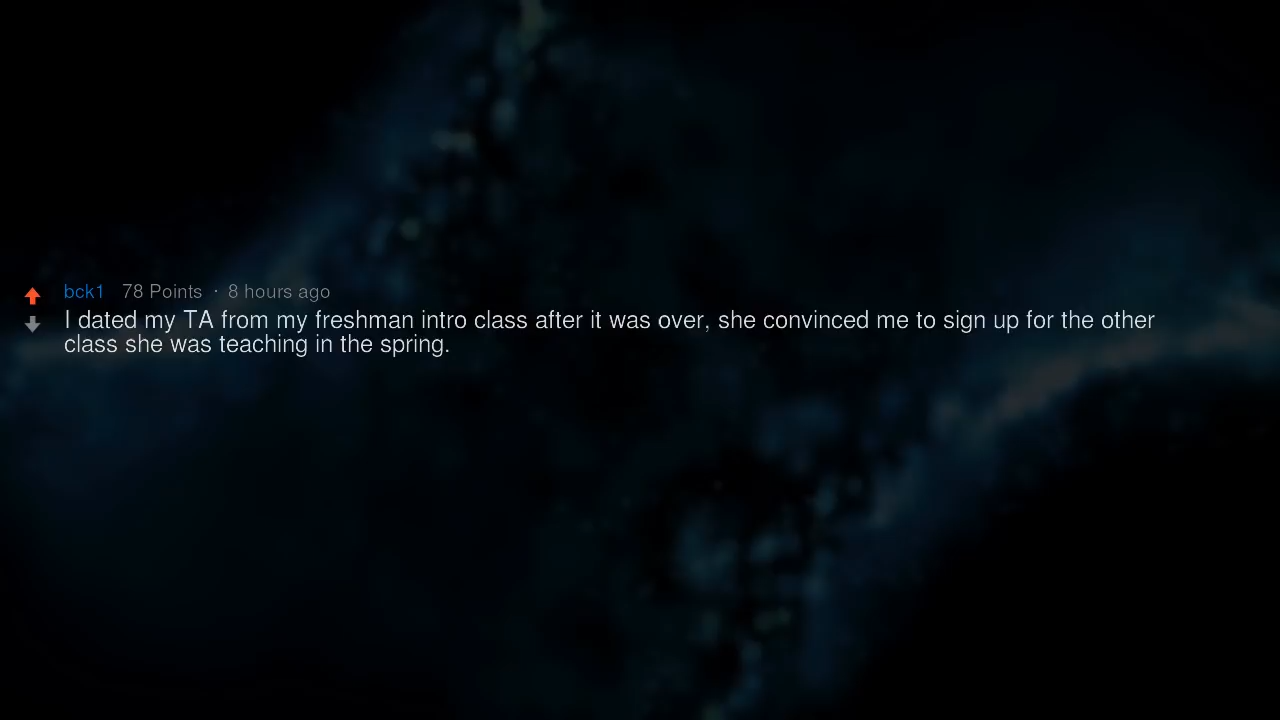 bck1 78 Points · 8 hours ago
I dated my TA from my freshman intro class after it was over, she convinced me to sign up for the other
class she was teaching in the spring.